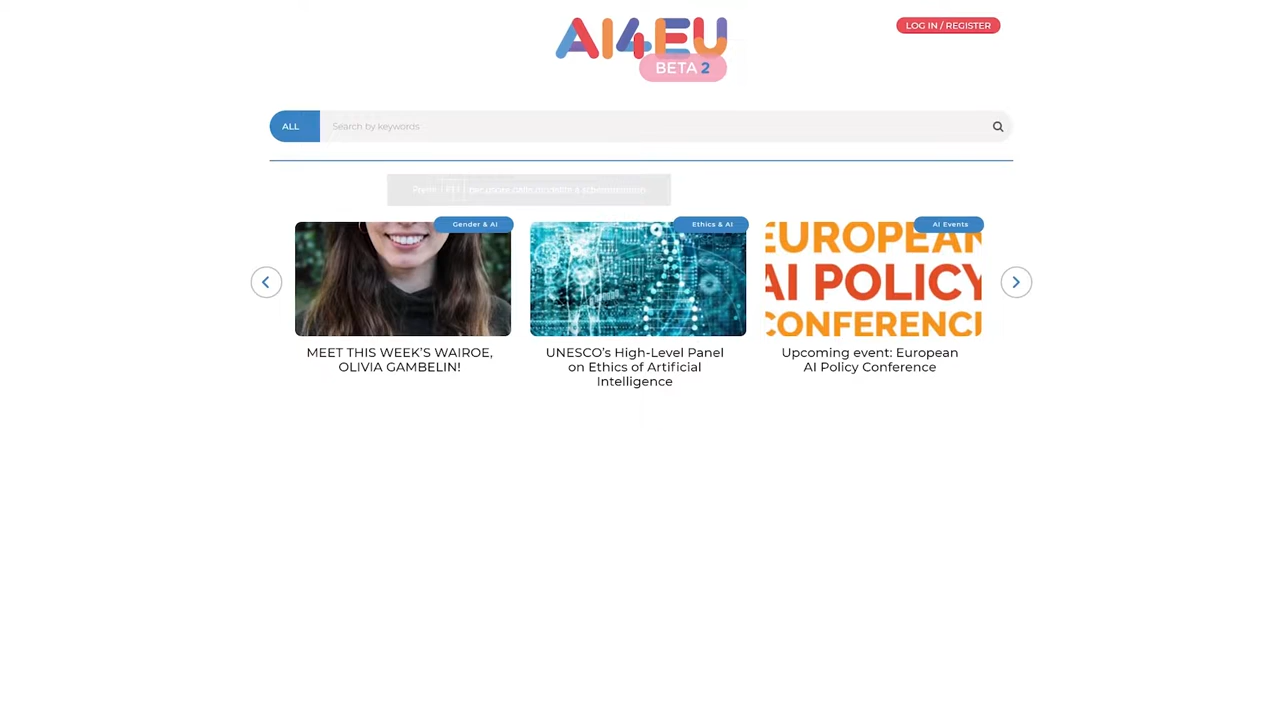 AI4EU
BETA 2
LOG IN / REGISTER
ALL
Search by keywords
Gender & AI
Ethics & AI
AI Events
EUROPEAN
AI POLICY
CONFERENCE
MEET THIS WEEK'S WAIROE,
OLIVIA GAMBELIN!
UNESCO's High-Level Panel
on Ethics of Artificial
Intelligence
Upcoming event: European
AI Policy Conference